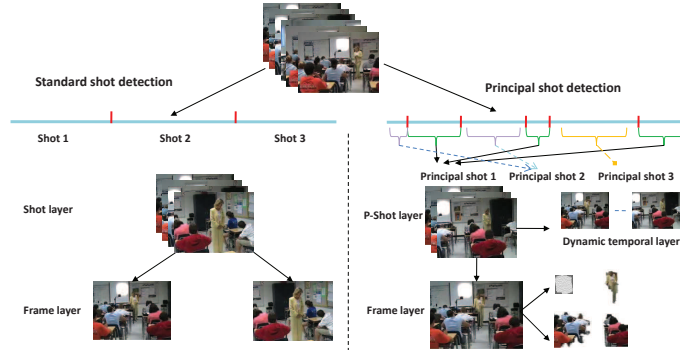 Standard shot detection
Principal shot detection
Shot 1
Shot 2
Shot 3
Principal shot 1
Principal shot 2
Principal shot 3
Shot layer
P-Shot layer
Dynamic temporal layer
Frame layer
Frame layer